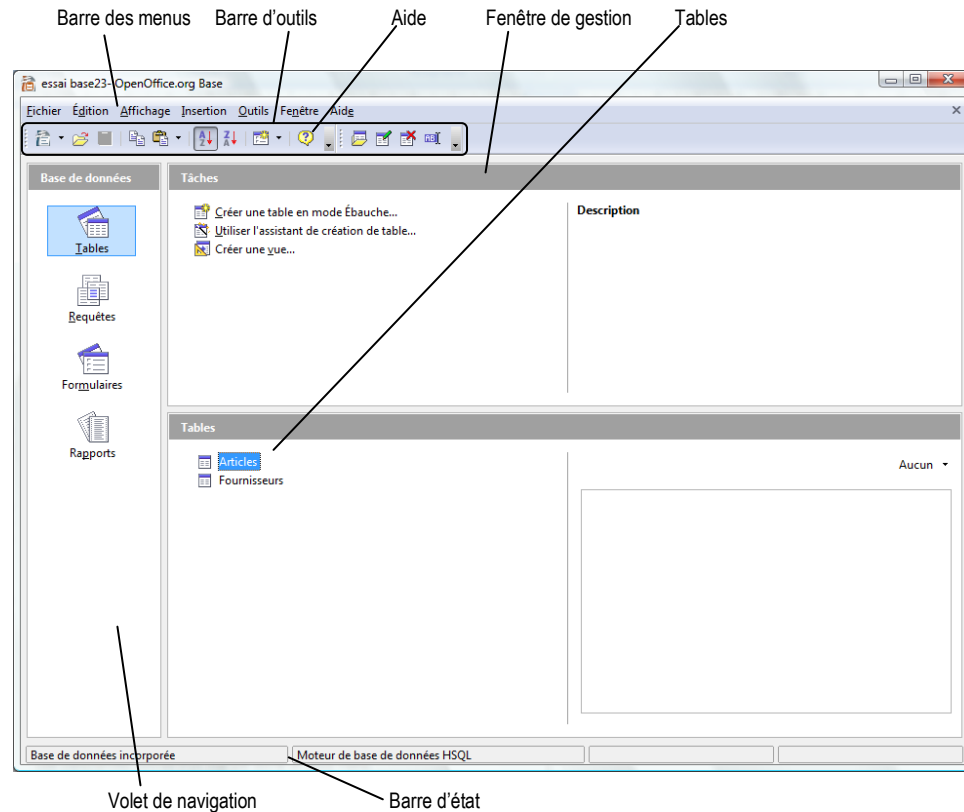 Barre des menus Barre d’outils Aide Fenêtre de gestion Tables
essai base23- OpenOffice.org Base
Fichier Édition Affichage Insertion Outils Fenêtre Aide
Base de données
Tâches
Tables
Requêtes
Formulaires
Rapports
Créer une table en mode Ébauche...
Utiliser l'assistant de création de table...
Créer une vue...
Description
Tables
Articles
Fournisseurs
Aucun
Base de données incorporée Moteur de base de données HSQL
Volet de navigation Barre d’état